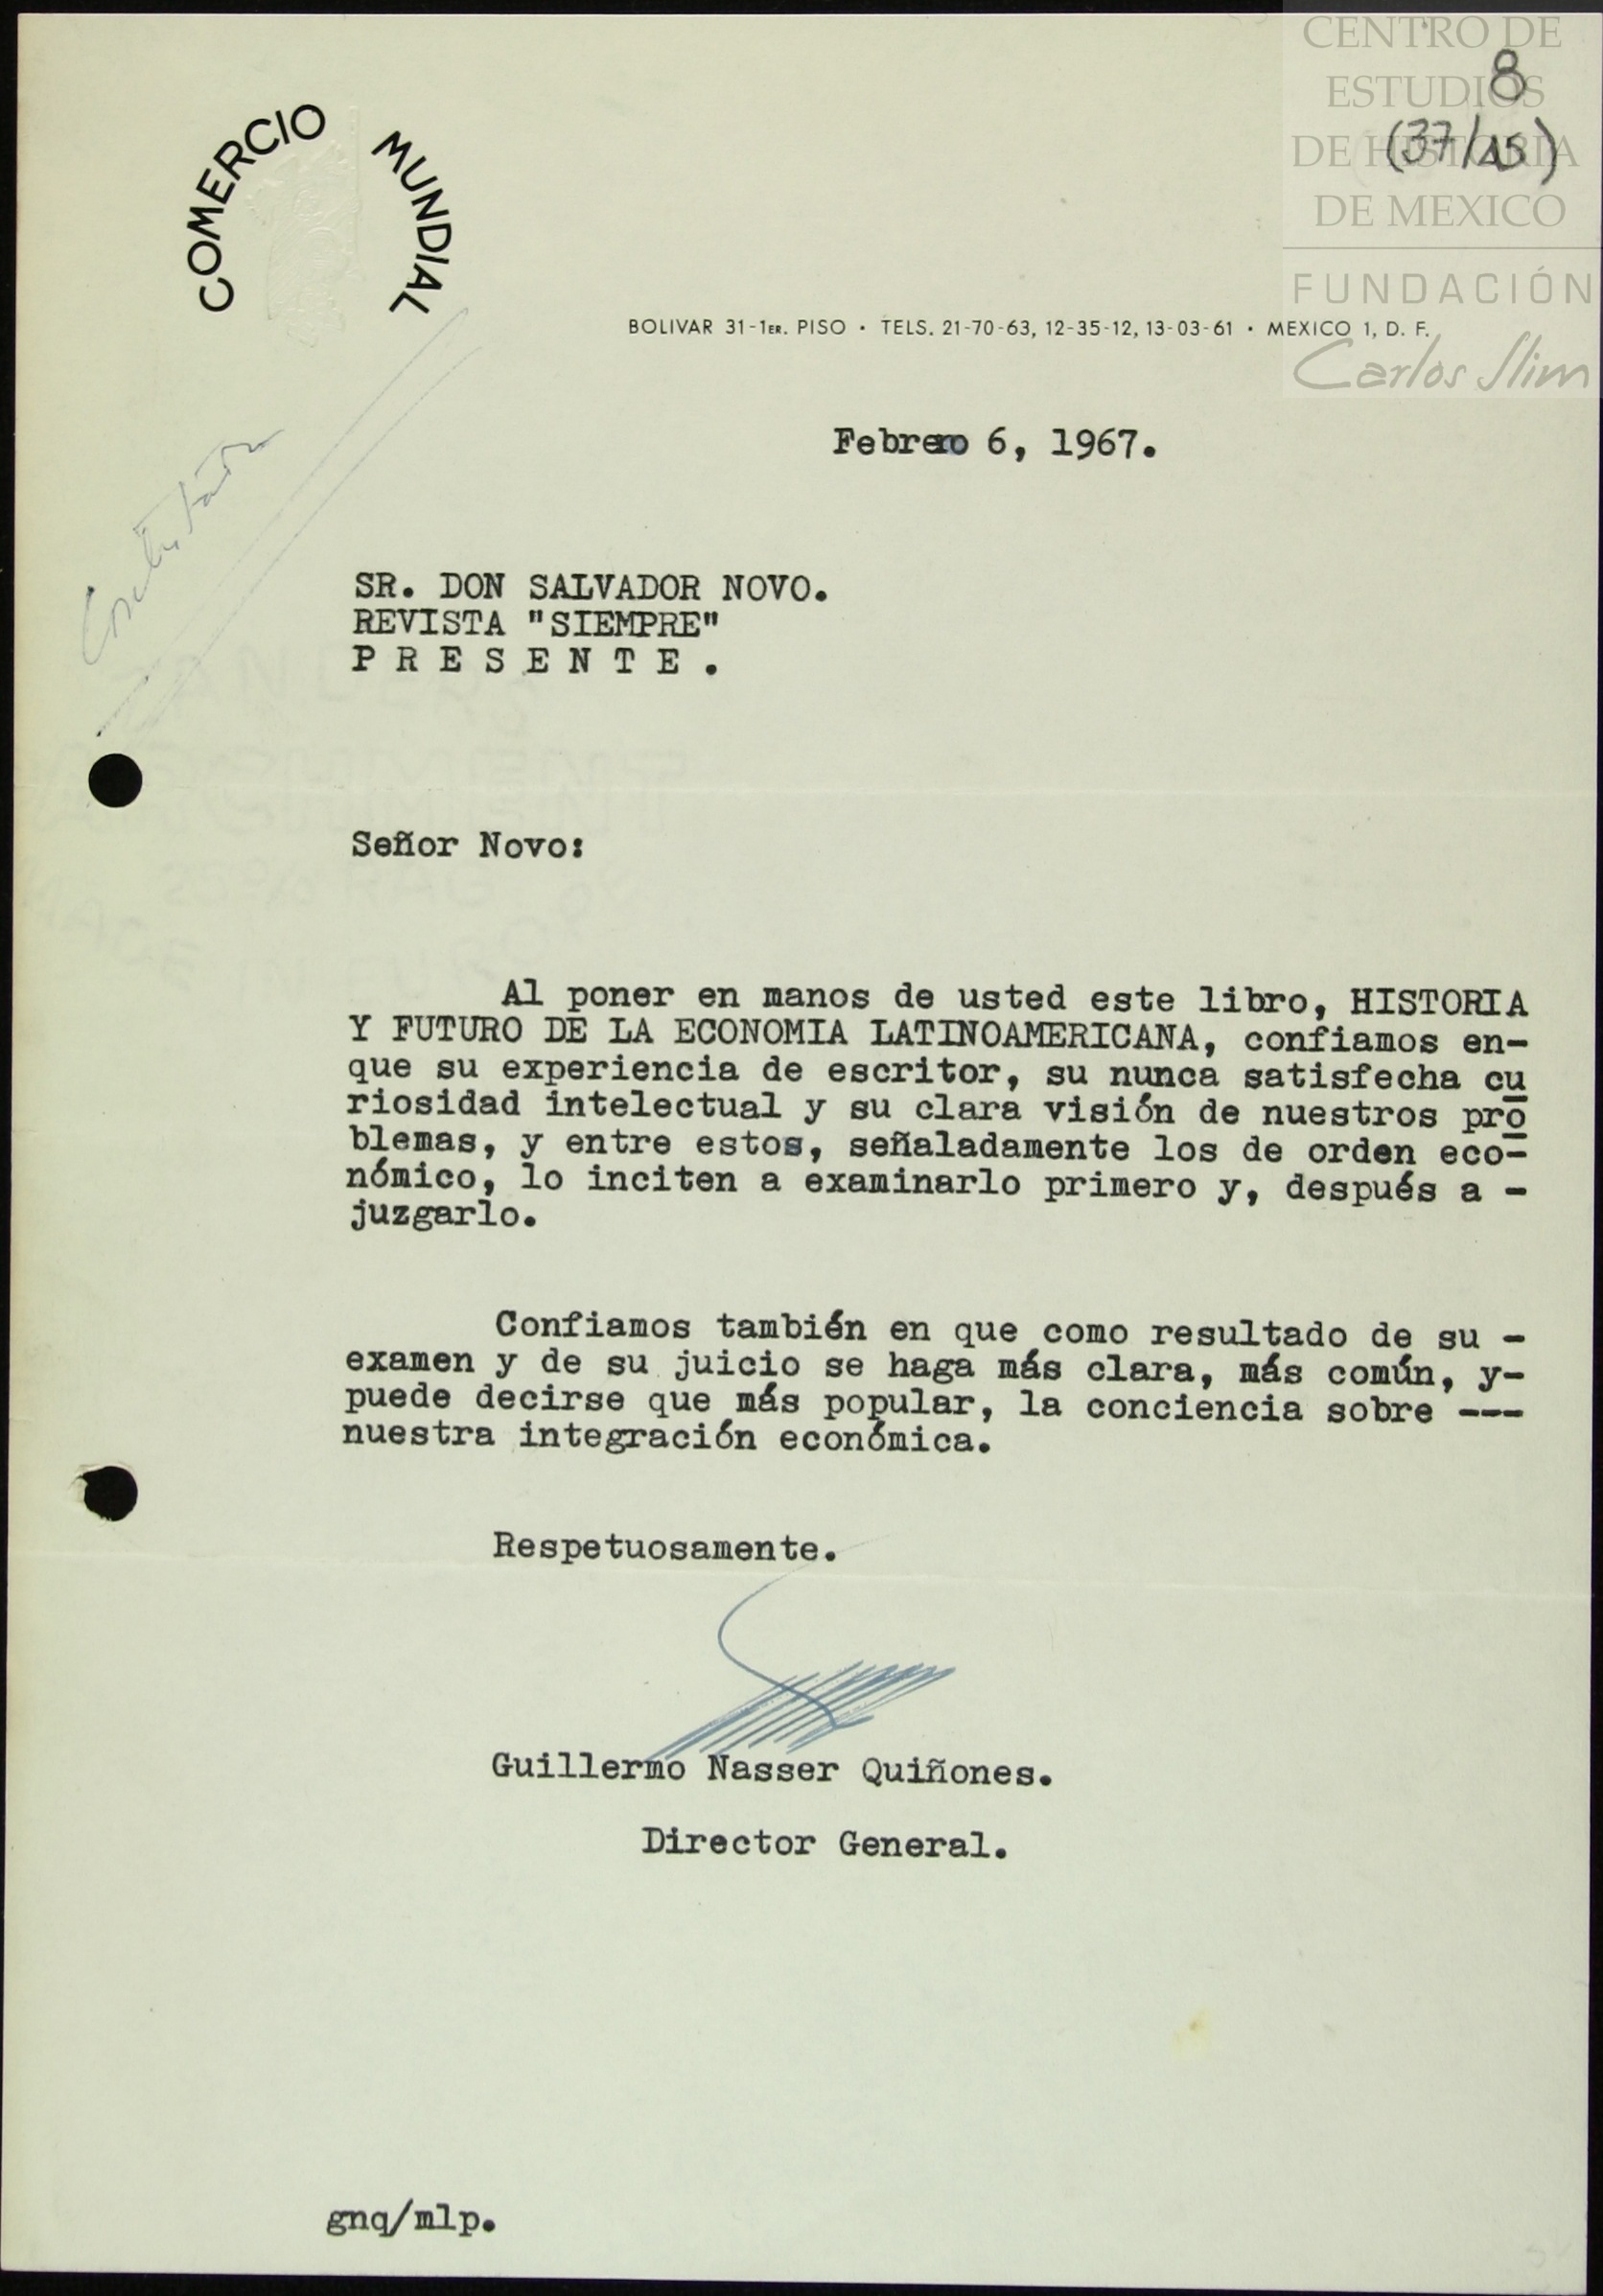 CENTRO DE
ESTUDIOS
DE HISTORIA
DE MEXICO
FUNDACIÓN
Carlos Slim
8
(37/15)
COMERCIO MUNDIAL
BOLIVAR 31-1ER. PISO • TELS. 21-70-63, 12-35-12, 13-03-61 • MEXICO 1, D. F.
Febrero 6, 1967.
SR. DON SALVADOR NOVO.
REVISTA "SIEMPRE"
P R E S E N T E .
Señor Novo:
Al poner en manos de usted este libro, HISTORIA
Y FUTURO DE LA ECONOMIA LATINOAMERICANA, confiamos en-
que su experiencia de escritor, su nunca satisfecha cu
riosidad intelectual y su clara visión de nuestros pro
blemas, y entre estos, señaladamente los de orden eco-
nómico, lo inciten a examinarlo primero y, después a -
juzgarlo.
Confiamos también en que como resultado de su -
examen y de su juicio se haga más clara, más común, y-
puede decirse que más popular, la conciencia sobre ---
nuestra integración económica.
Respetuosamente.
Guillermo Nasser Quiñones.
Director General.
gnq/mlp.